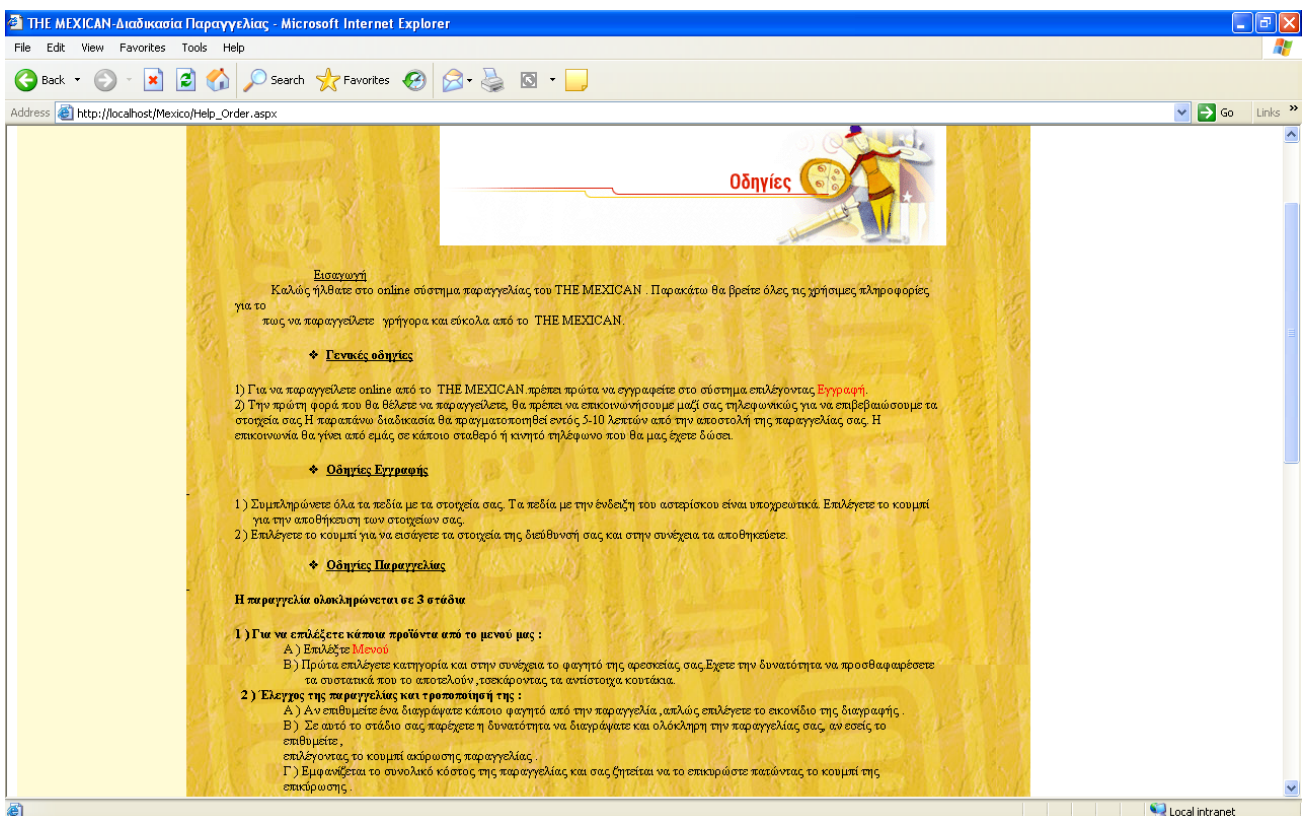 THE MEXICAN-Διαδικασία Παραγγελίας - Microsoft Internet Explorer
File Edit View Favorites Tools Help
Back Search Favorites
Address http://localhost/Mexico/Help_Order.aspx Go Links »
Οδηγίες
Εισαγωγή
Καλώς ήλθατε στο online σύστημα παραγγελίας του THE MEXICAN . Παρακάτω θα βρείτε όλες τις χρήσιμες πληροφορίες
για το
πως να παραγγείλετε γρήγορα και εύκολα από το THE MEXICAN.
❖ Γενικές οδηγίες
1) Για να παραγγείλετε online από το THE MEXICAN.πρέπει πρώτα να εγγραφείτε στο σύστημα επιλέγοντας Εγγραφή.
2) Την πρώτη φορά που θα θέλετε να παραγγείλετε, θα πρέπει να επικοινωνήσουμε μαζί σας τηλεφωνικώς για να επιβεβαιώσουμε τα
στοιχεία σας.Η παραπάνω διαδικασία θα πραγματοποιηθεί εντός 5-10 λεπτών από την αποστολή της παραγγελίας σας. Η
επικοινωνία θα γίνει από εμάς σε κάποιο σταθερό ή κινητό τηλέφωνο που θα μας έχετε δώσει.
❖ Οδηγίες Εγγραφής
1 ) Συμπληρώνετε όλα τα πεδία με τα στοιχεία σας. Τα πεδία με την ένδειξη του αστερίσκου είναι υποχρεωτικά. Επιλέγετε το κουμπί
για την αποθήκευση των στοιχείων σας.
2 ) Επιλέγετε το κουμπί για να εισάγετε τα στοιχεία της διεύθυνσή σας και στην συνέχεια τα αποθηκεύετε.
❖ Οδηγίες Παραγγελίας
Η παραγγελία ολοκληρώνεται σε 3 στάδια
1 ) Για να επιλέξετε κάποια προϊόντα από το μενού μας :
Α ) Επιλέξτε Μενού
Β ) Πρώτα επιλέγετε κατηγορία και στην συνέχεια το φαγητό της αρεσκείας σας.Εχετε την δυνατότητα να προσθαφαιρέσετε
τα συστατικά που το αποτελούν ,τσεκάροντας τα αντίστοιχα κουτάκια.
2 ) Έλεγχος της παραγγελίας και τροποποίησή της :
Α ) Αν επιθυμείτε ένα διαγράψατε κάποιο φαγητό από την παραγγελία ,απλώς επιλέγετε το εικονίδιο της διαγραφής .
Β ) Σε αυτό το στάδιο σας παρέχετε η δυνατότητα να διαγράψατε και ολόκληρη την παραγγελίας σας, αν εσείς το
επιθυμείτε ,
επιλέγοντας το κουμπί ακύρωσης παραγγελίας .
Γ ) Εμφανίζεται το συνολικό κόστος της παραγγελίας και σας ζητείται να το επικυρώστε πατώντας το κουμπί της
επικύρωσης .
Local intranet